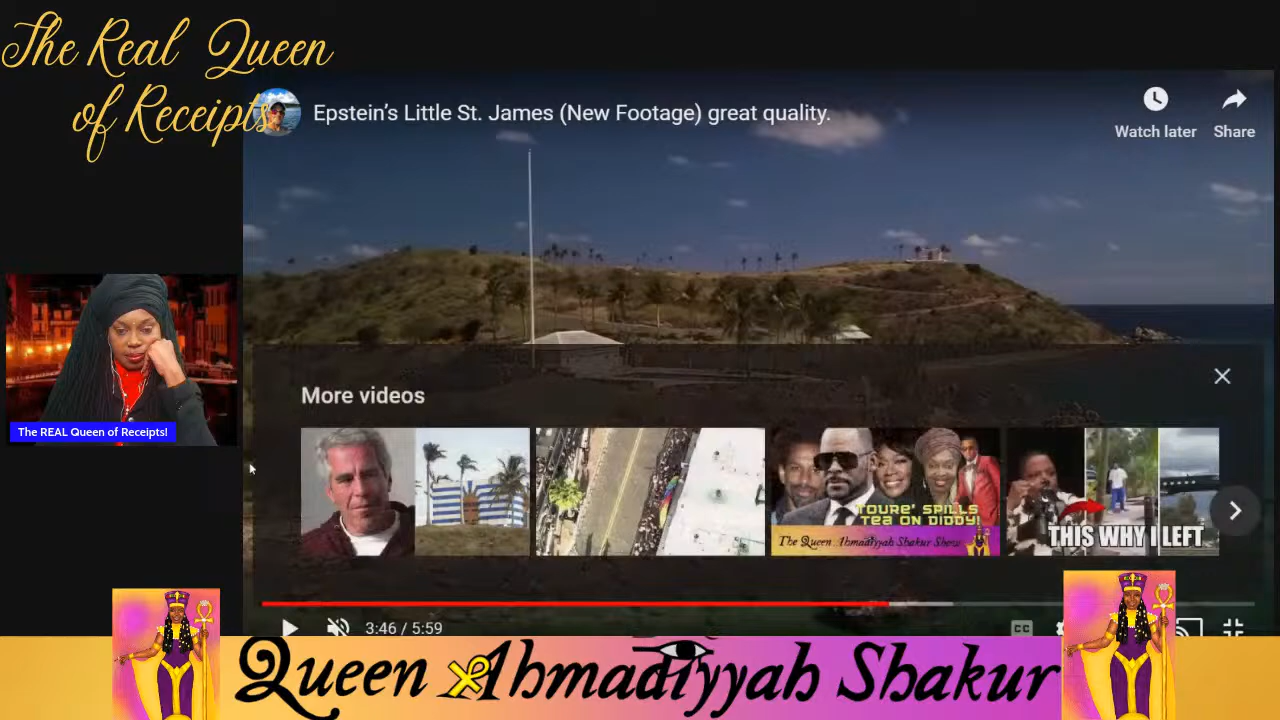 The Real Queen
of Receipts
Epstein's Little St. James (New Footage) great quality.
Watch later
Share
The REAL Queen of Receipts!
More videos
TOURE' SPILLS
TEA ON DIDDY!
The Queen Ahmadiyyah Shakur Show
THIS WHY I LEFT
3:46 / 5:59
CC
Queen Ahmadiyyah Shakur